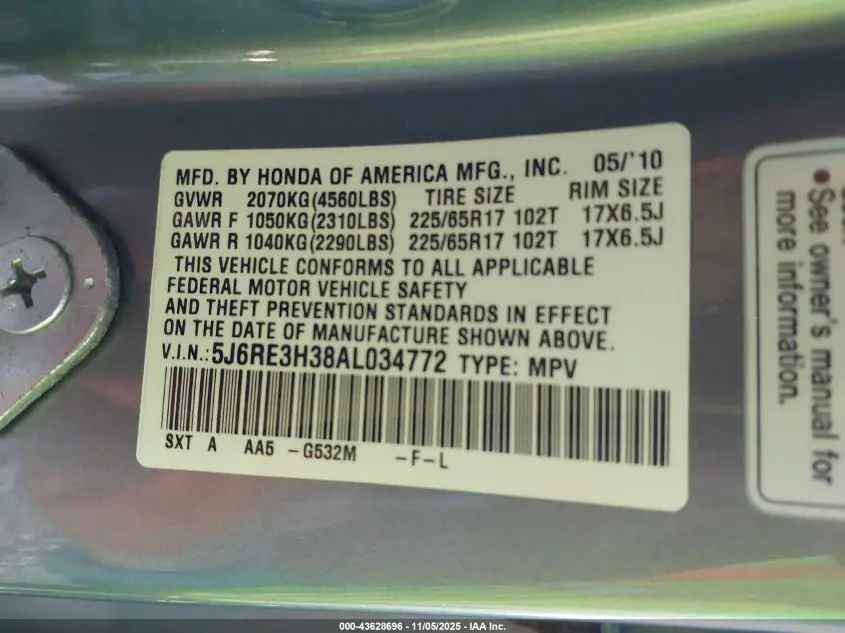 MFD. BY HONDA OF AMERICA MFG., INC. 05/'10
GVWR 2070KG(4560LBS) TIRE SIZE RIM SIZE
GAWR F 1050KG(2310LBS) 225/65R17 102T 17X6.5J
GAWR R 1040KG(2290LBS) 225/65R17 102T 17X6.5J
THIS VEHICLE CONFORMS TO ALL APPLICABLE
FEDERAL MOTOR VEHICLE SAFETY
AND THEFT PREVENTION STANDARDS IN EFFECT
ON THE DATE OF MANUFACTURE SHOWN ABOVE.
V.I.N.: 5J6RE3H38AL034772 TYPE: MPV
SXT A AA5 -G532M -F-L
• See owner's manual for
more information.
000-43628696 - 11/05/2025 - IAA Inc.